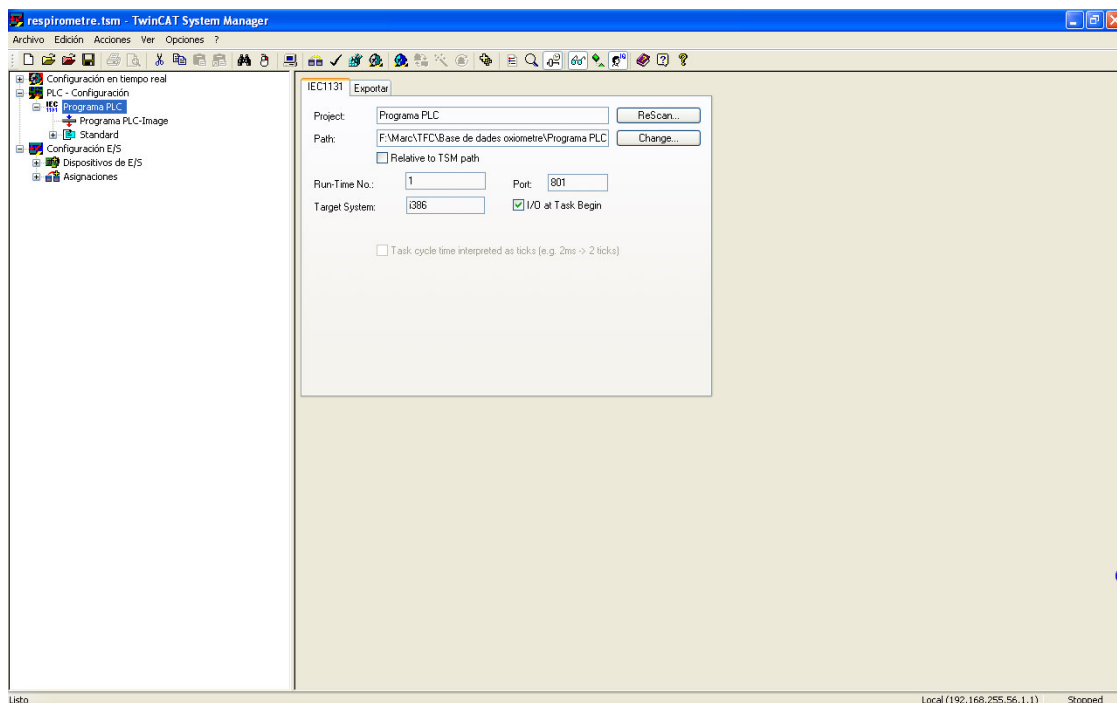 respirometre.tsm - TwinCAT System Manager
Archivo Edición Acciones Ver Opciones ?
Configuración en tiempo real
PLC - Configuración
IEC 1131 Programa PLC
Programa PLC-Image
Standard
Configuración E/S
Dispositivos de E/S
Asignaciones
IEC1131 Exportar
Project: Programa PLC ReScan...
Path: F:\Marc\TFC\Base de dades oxiometre\Programa PLC Change...
Relative to TSM path
Run-Time No.: 1 Port: 801
Target System: i386 I/O at Task Begin
Task cycle time interpreted as ticks (e.g. 2ms -> 2 ticks)
Listo Local (192.168.255.56.1.1) Stopped